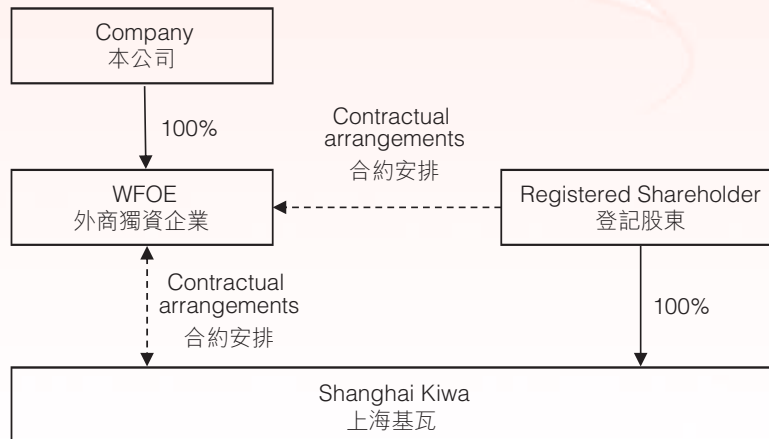 Company
本公司
100%
Contractual
arrangements
合約安排
WFOE
外商獨資企業
Registered Shareholder
登記股東
Contractual
arrangements
合約安排
100%
Shanghai Kiwa
上海基瓦